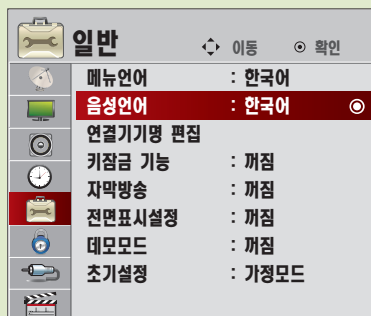 일반 이동 확인
메뉴언어 : 한국어
음성언어 : 한국어
연결기기명 편집
키잠금 기능 : 꺼짐
자막방송 : 꺼짐
전면표시설정 : 꺼짐
데모모드 : 꺼짐
초기설정 : 가정모드